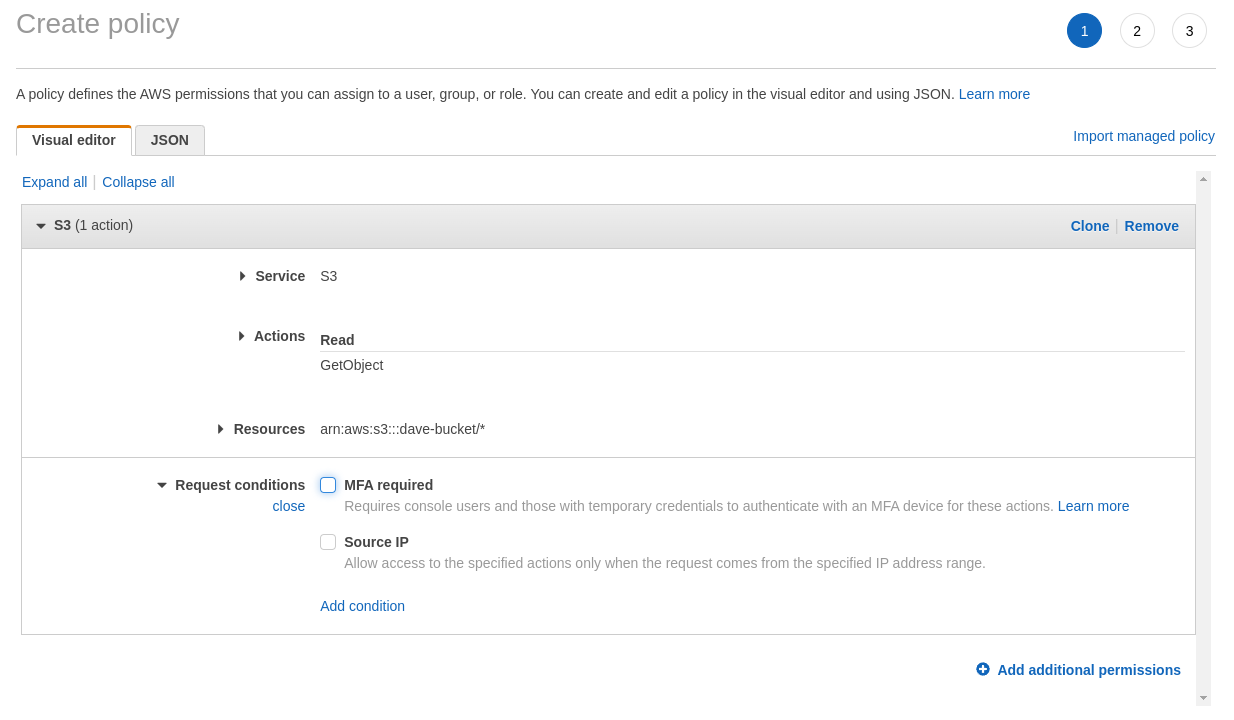 Create policy
1 2 3
A policy defines the AWS permissions that you can assign to a user, group, or role. You can create and edit a policy in the visual editor and using JSON. Learn more
Visual editor JSON
Import managed policy
Expand all | Collapse all
S3 (1 action) Clone | Remove
Service S3
Actions Read
GetObject
Resources arn:aws:s3:::dave-bucket/*
Request conditions MFA required
close Requires console users and those with temporary credentials to authenticate with an MFA device for these actions. Learn more
Source IP
Allow access to the specified actions only when the request comes from the specified IP address range.
Add condition
Add additional permissions